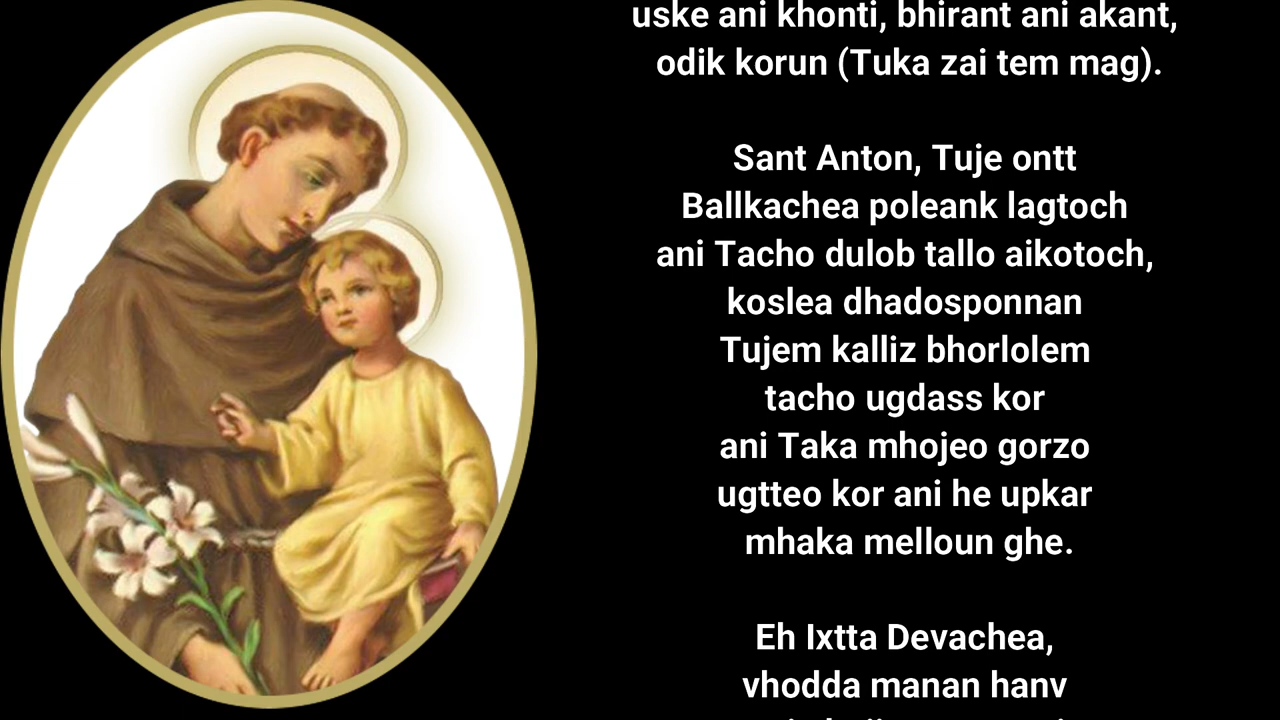 uske ani khonti, bhirant ani akant,
odik korun (Tuka zai tem mag).
Sant Anton, Tuje ontt
Ballkachea poleank lagtoch
ani Tacho dulob tallo aikotoch,
koslea dhadosponnan
Tujem kalliz bhorlolem
tacho ugdass kor
ani Taka mhojeo gorzo
ugtteo kor ani he upkar
mhaka melloun ghe.
Eh Ixtta Devachea,
vhodda manan hanv